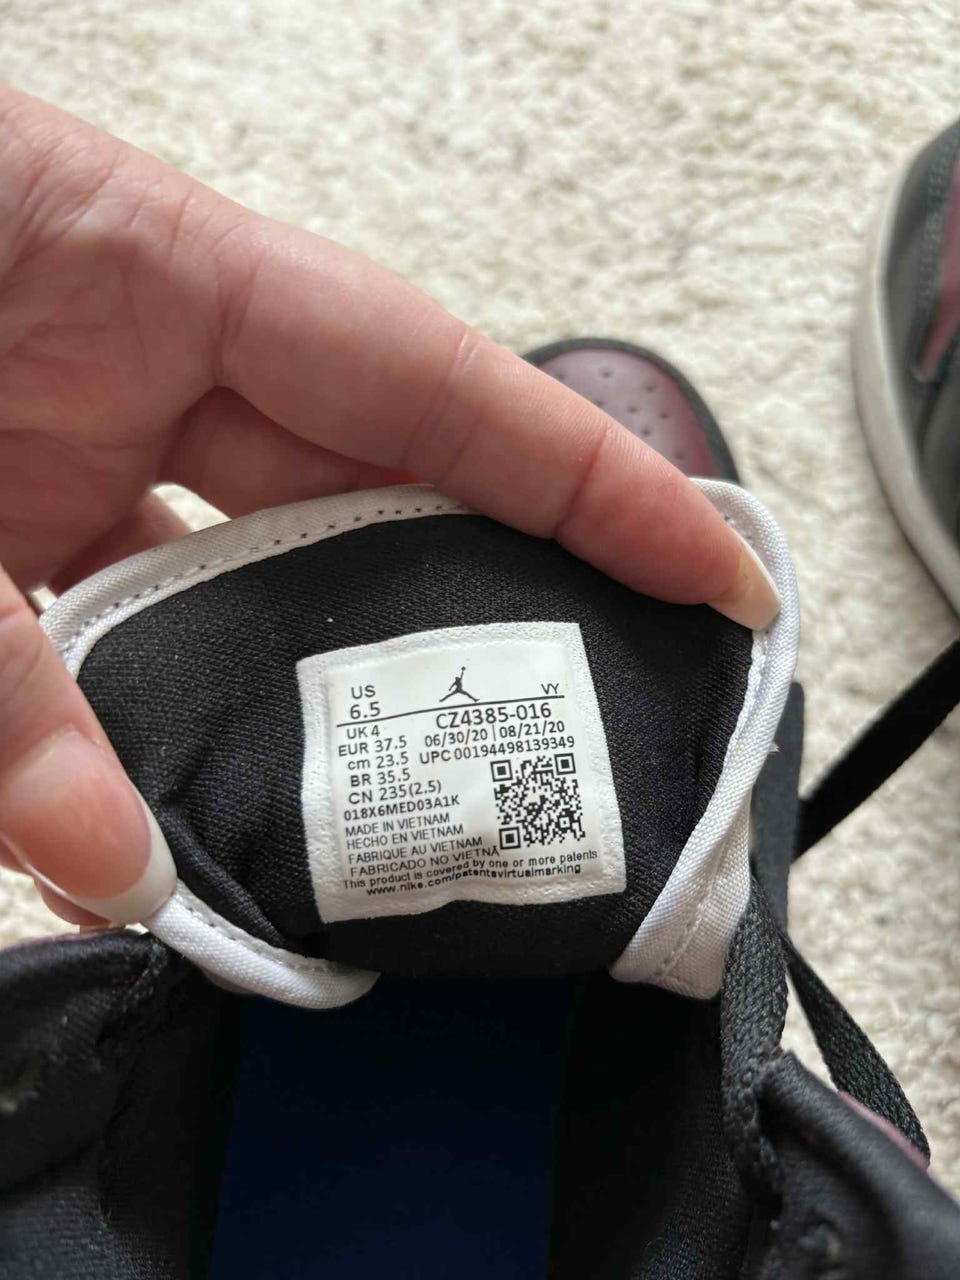 US
6.5
VY
UK 4
CZ4385-016
EUR 37.5
06/30/20 | 08/21/20
cm 23.5
UPC 00194498139349
BR 35.5
CN 235(2.5)
018X6MED03A1K
MADE IN VIETNAM
HECHO EN VIETNAM
FABRIQUE AU VIETNAM
FABRICADO NO VIETNA
This product is covered by one or more patents
www.nike.com/patentsvirtualmarking